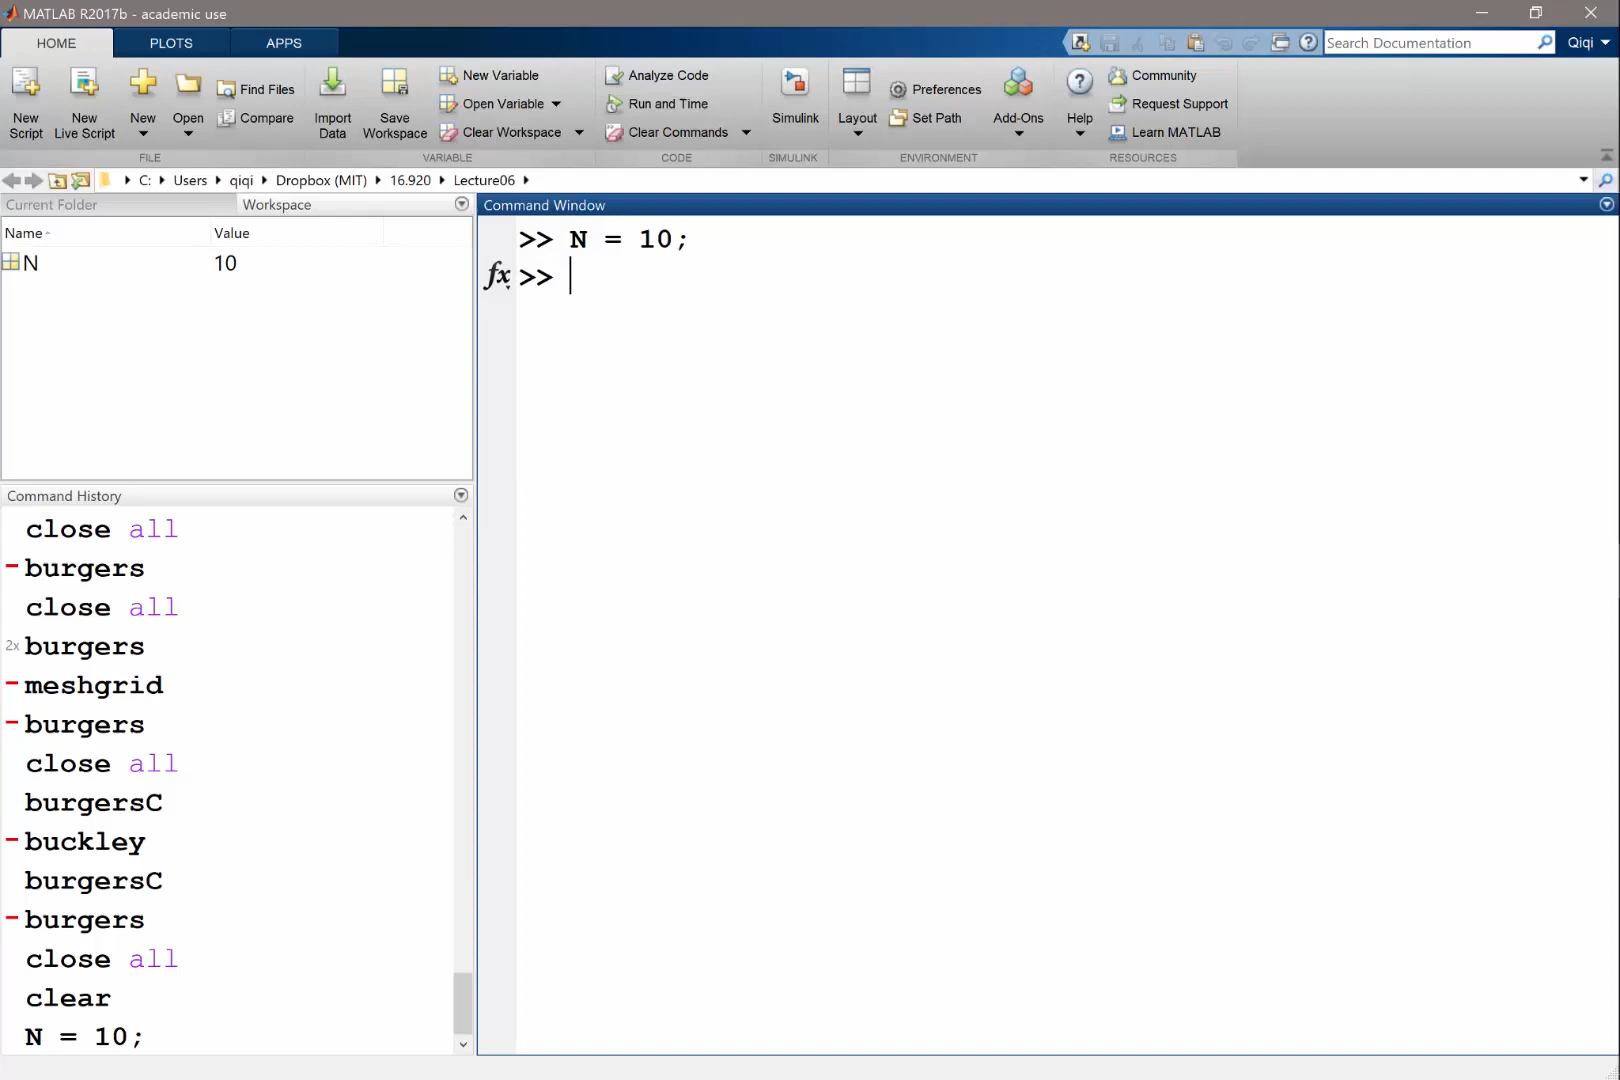 MATLAB R2017b - academic use
HOME PLOTS APPS
Search Documentation Qiqi
New Script
New Live Script
New
Open
Find Files
Compare
FILE
Import Data
Save Workspace
New Variable
Open Variable
Clear Workspace
VARIABLE
Analyze Code
Run and Time
Clear Commands
CODE
Simulink
SIMULINK
Layout
Preferences
Set Path
Add-Ons
ENVIRONMENT
Help
Community
Request Support
Learn MATLAB
RESOURCES
C: Users qiqi Dropbox (MIT) 16.920 Lecture06
Current Folder Workspace
Name Value
N 10
Command History
close all
burgers
close all
2x burgers
meshgrid
burgers
close all
burgersC
buckley
burgersC
burgers
close all
clear
N = 10;
Command Window
>> N = 10;
fx >>